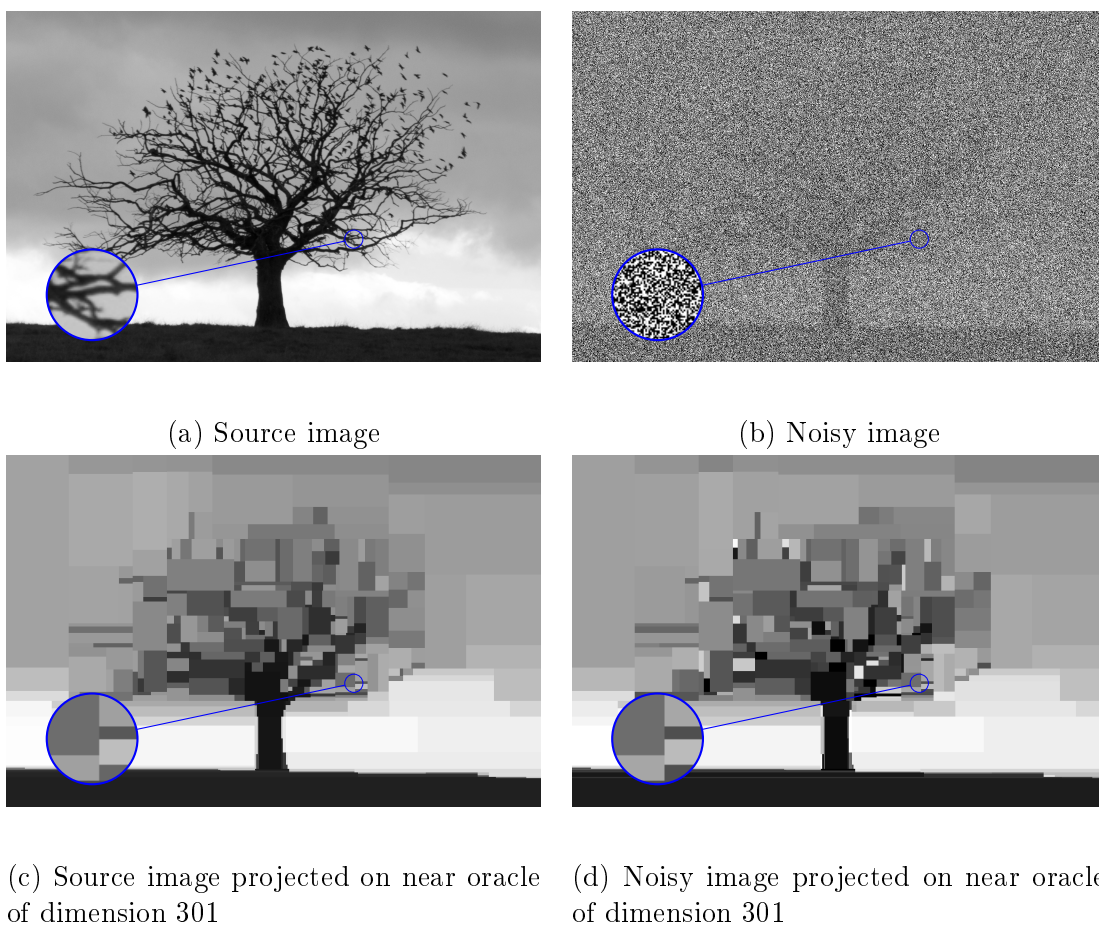 (a) Source image
(b) Noisy image
(c) Source image projected on near oracle
of dimension 301
(d) Noisy image projected on near oracle
of dimension 301